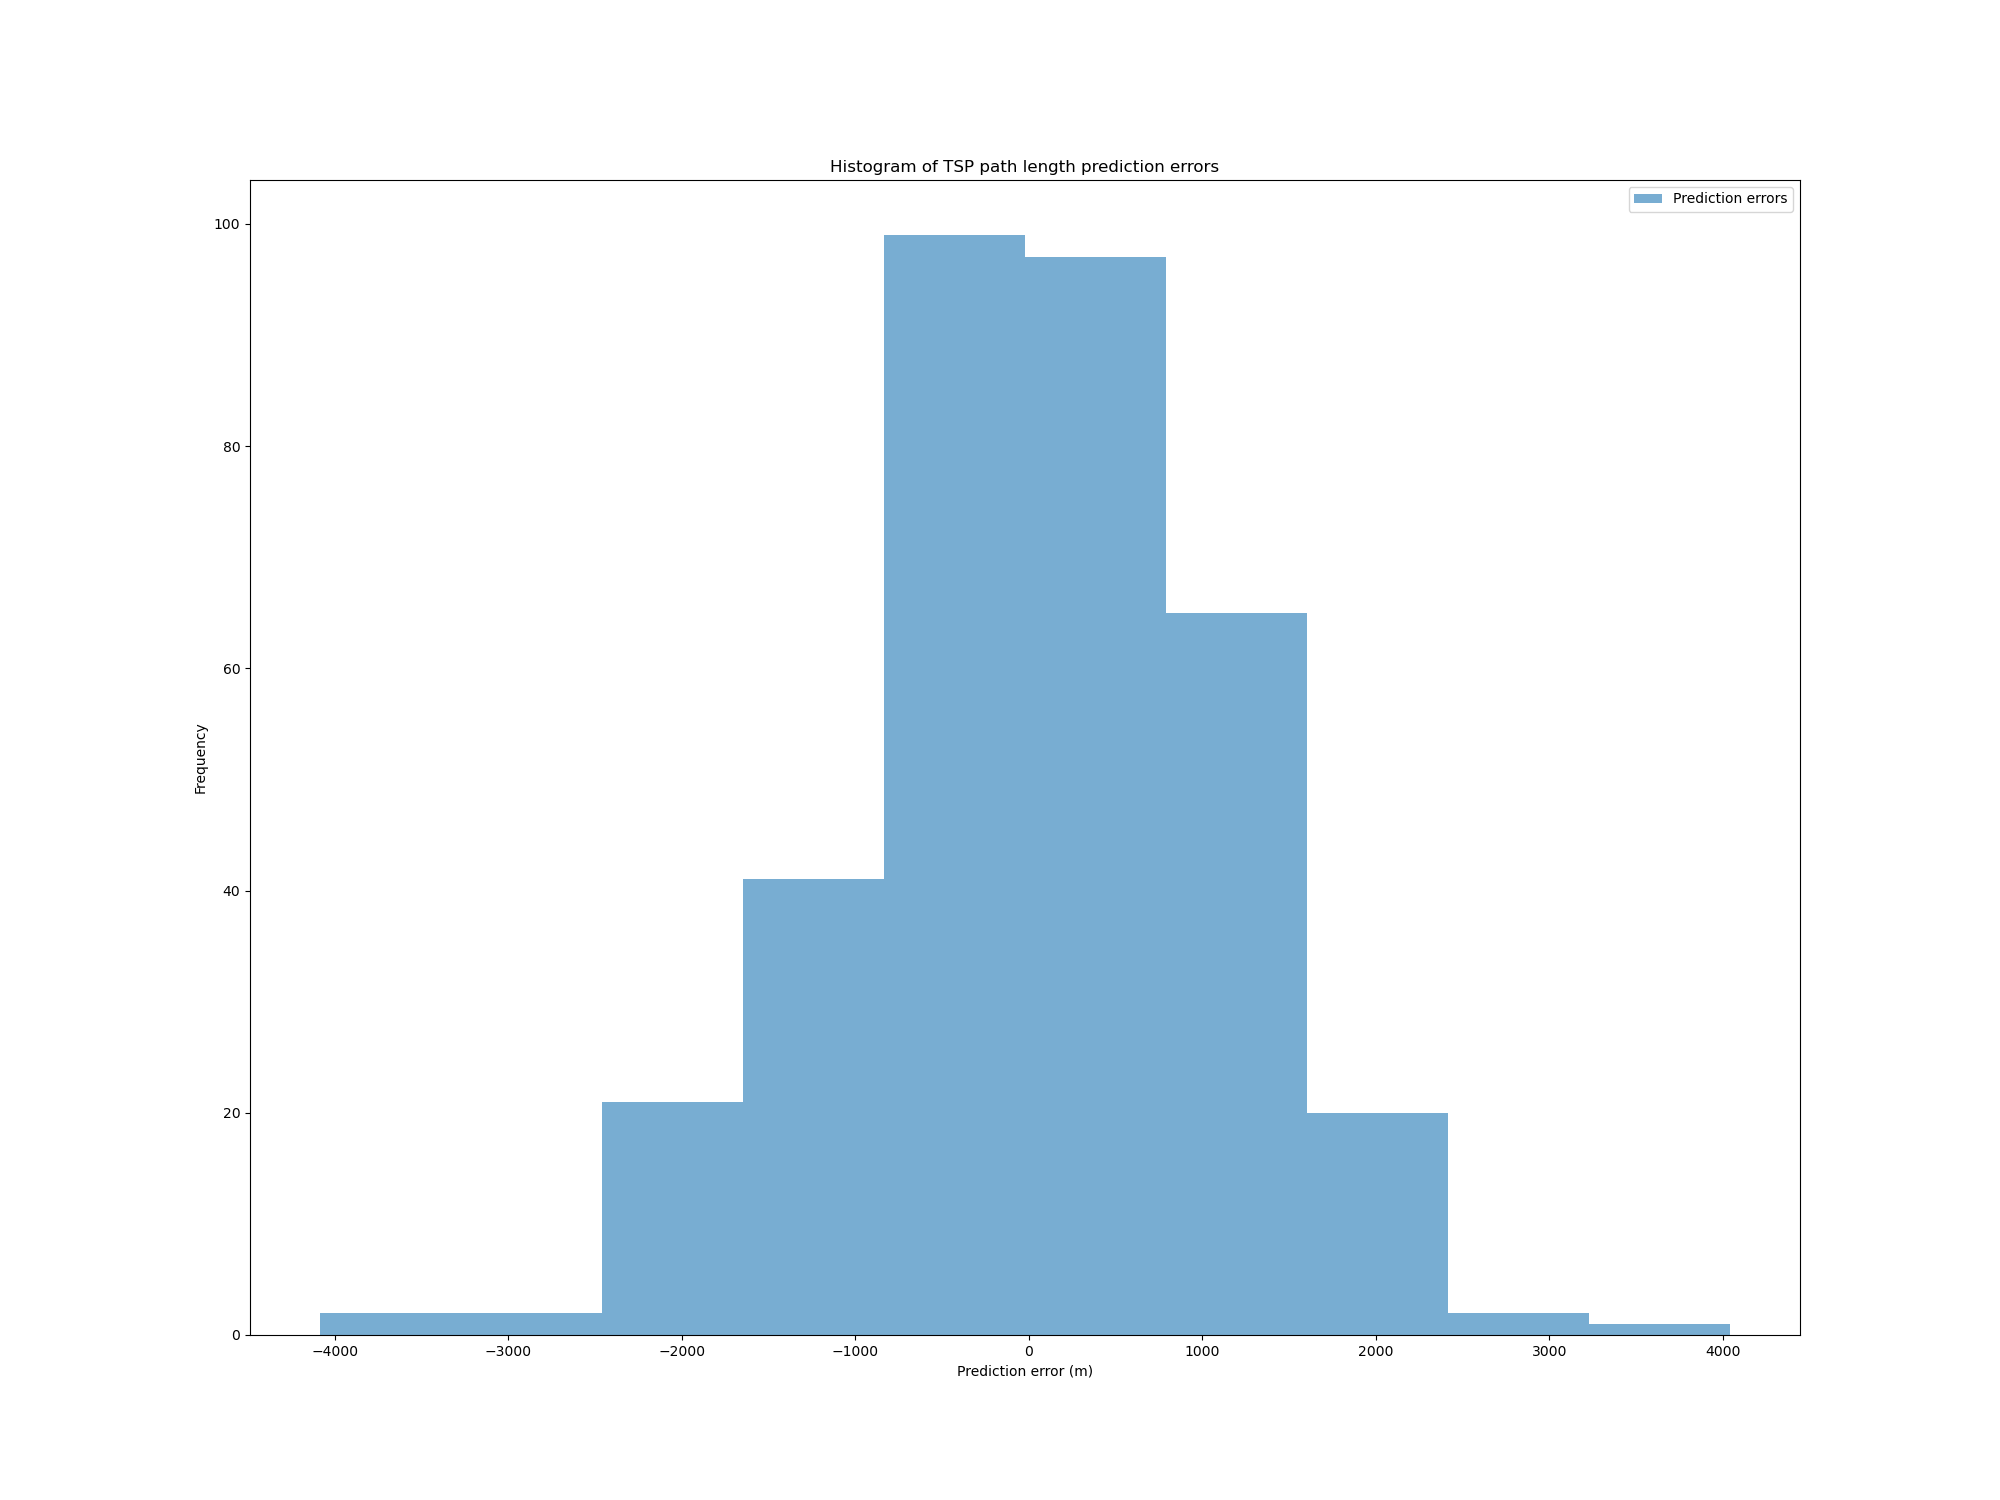 Histogram of TSP path length prediction errors
Prediction errors
100
80
60
40
20
0
Frequency
−4000 −3000 −2000 −1000 0 1000 2000 3000 4000
Prediction error (m)